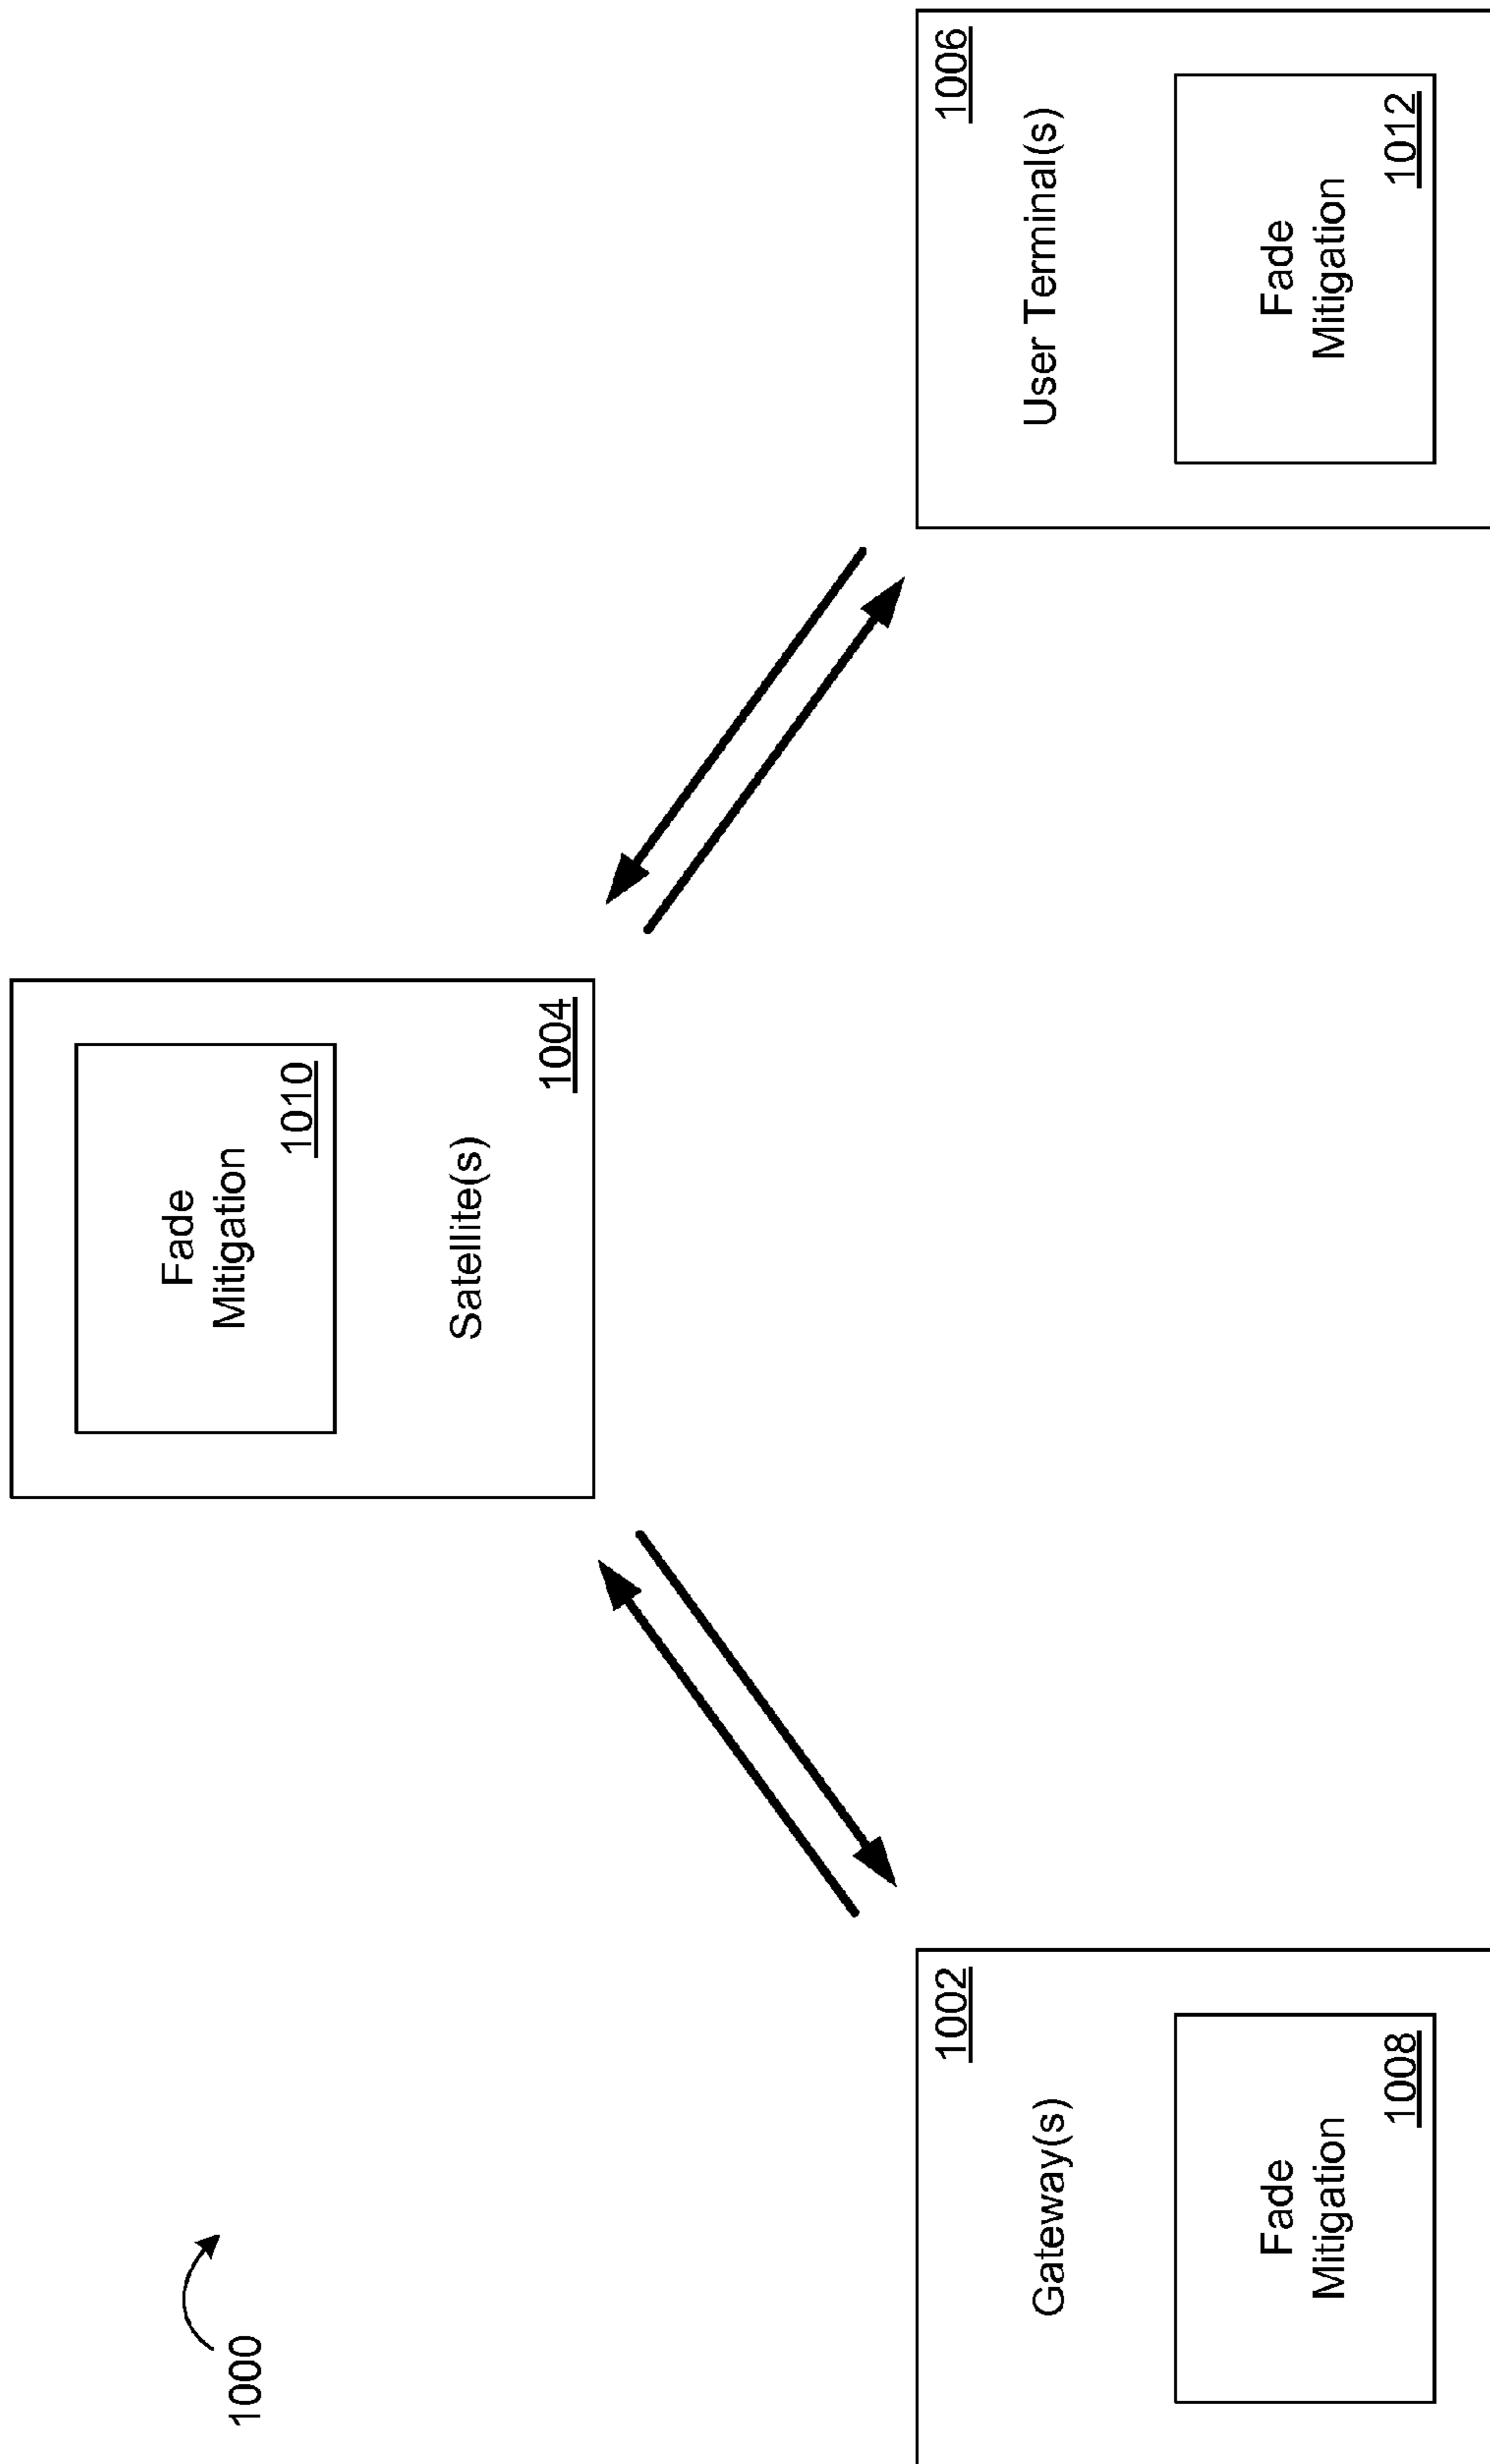 1000
Fade
Mitigation
1010
Satellite(s)
1004
1002
Gateway(s)
Fade
Mitigation
1008
1006
User Terminal(s)
Fade
Mitigation
1012